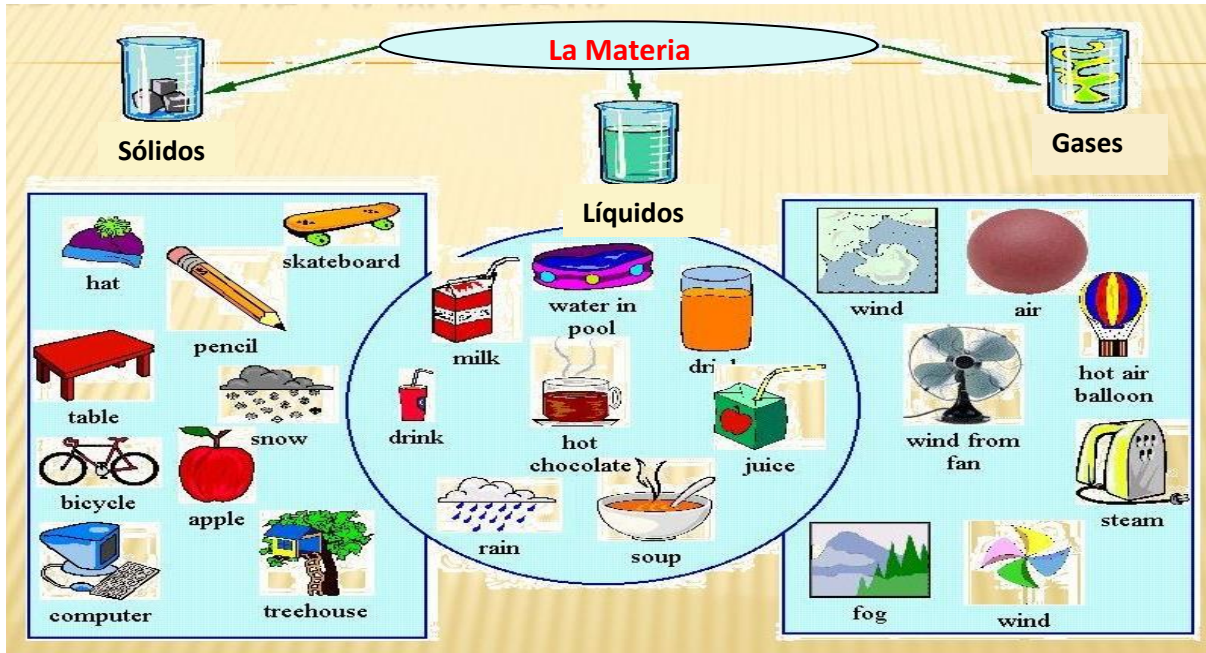 La Materia
Sólidos
Líquidos
Gases
hat
skateboard
pencil
table
snow
bicycle
apple
computer
treehouse
milk
water in
pool
drink
hot
chocolate
juice
rain
soup
wind
air
hot air
balloon
wind from
fan
steam
fog
wind